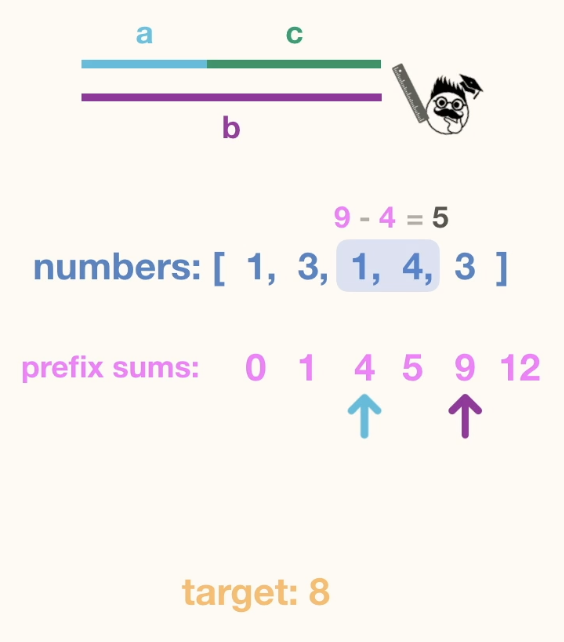 a c
b
9 - 4 = 5
numbers: [ 1, 3, 1, 4, 3 ]
prefix sums: 0 1 4 5 9 12
target: 8